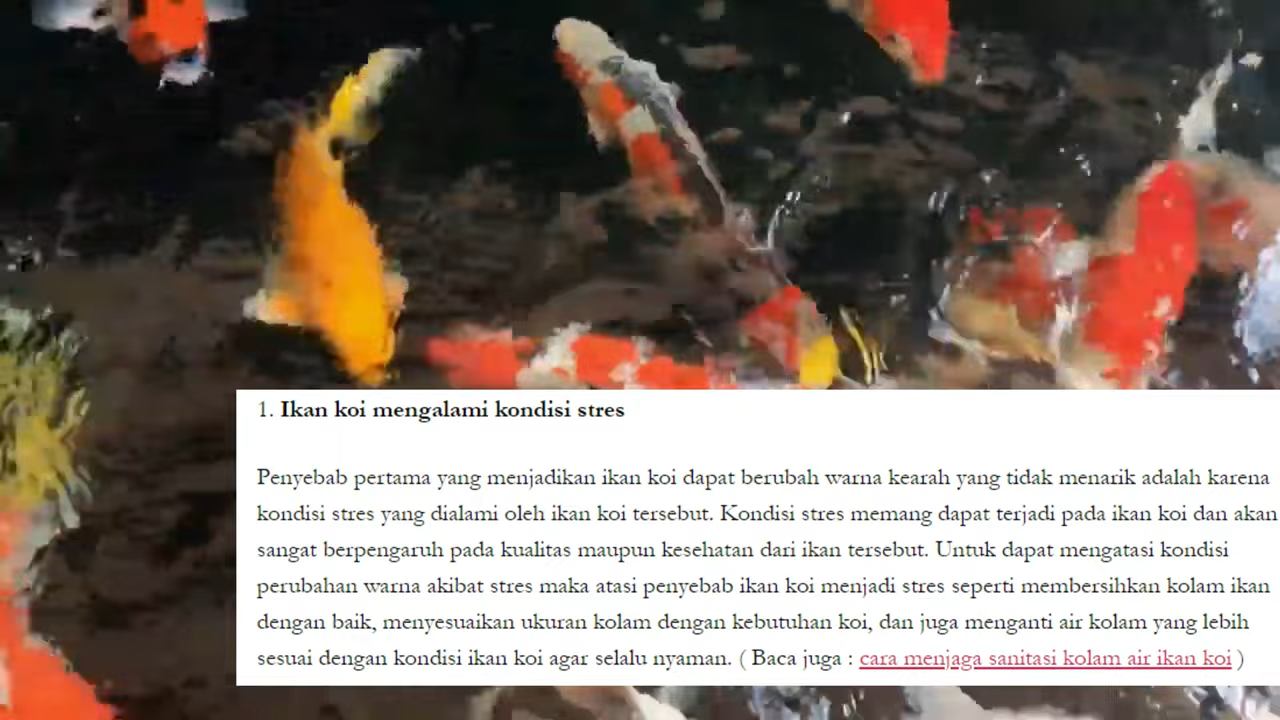 1. Ikan koi mengalami kondisi stres
Penyebab pertama yang menjadikan ikan koi dapat berubah warna kearah yang tidak menarik adalah karena
kondisi stres yang dialami oleh ikan koi tersebut. Kondisi stres memang dapat terjadi pada ikan koi dan akan
sangat berpengaruh pada kualitas maupun kesehatan dari ikan tersebut. Untuk dapat mengatasi kondisi
perubahan warna akibat stres maka atasi penyebab ikan koi menjadi stres seperti membersihkan kolam ikan
dengan baik, menyesuaikan ukuran kolam dengan kebutuhan koi, dan juga menganti air kolam yang lebih
sesuai dengan kondisi ikan koi agar selalu nyaman. ( Baca juga : cara menjaga sanitasi kolam air ikan koi )